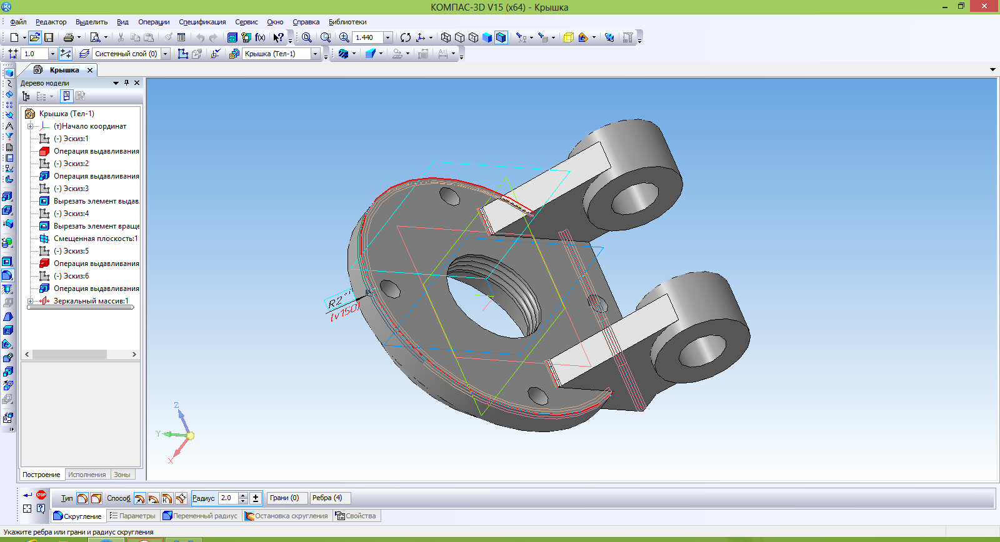 КОМПАС-3D V15 (x64) - Крышка
Файл Редактор Выделить Вид Операции Спецификация Сервис Окно Справка Библиотеки
f(x) 1.440
1.0 Системный слой (0) Крышка (Тел-1)
Крышка
Дерево модели
Крышка (Тел-1)
(т)Начало координат
(-) Эскиз:1
Операция выдавливания
(-) Эскиз:2
Операция выдавливания
(-) Эскиз:3
Вырезать элемент выдав
(-) Эскиз:4
Вырезать элемент враще
Смещенная плоскость:1
(-) Эскиз:5
Операция выдавливания
(-) Эскиз:6
Операция выдавливания
Зеркальный массив:1
R2 *1
(v150)
Z
Y
X
Построение Исполнения Зоны
STOP Тип Способ Радиус 2.0 Грани (0) Ребра (4)
Скругление Параметры Переменный радиус Остановка скругления Свойства
Укажите ребра или грани и радиус скругления